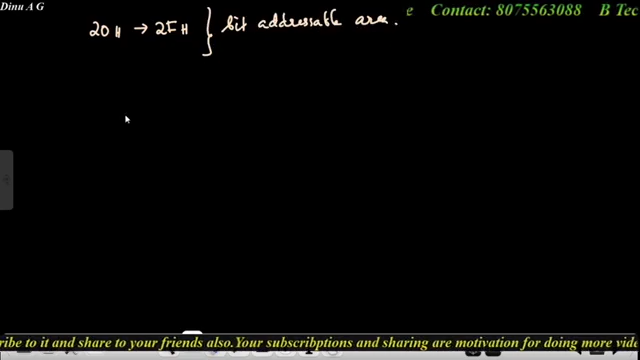 Dinu A G
20H → 2FH } bit addressable area.
e Contact: 8075563088 B Tec
ribe to it and share to your friends also.Your subscribptions and sharing are motivation for doing more vide